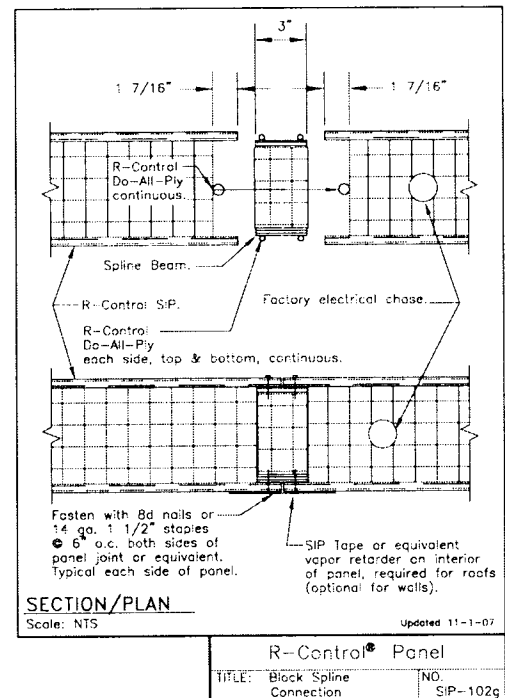 3"
1 7/16"
1 7/16"
R-Control
Do-All-Ply
continuous.
Spline Beam.
R-Control SIP.
Factory electrical chase.
R-Control
Do-All-Ply
each side, top & bottom, continuous.
Fasten with 8d nails or
14 ga. 1 1/2" staples
@ 6" o.c. both sides of
panel joint or equivalent.
Typical each side of panel.
SIP Tape or equivalent
vapor retarder on interior
of panel, required for roofs
(optional for walls).
SECTION/PLAN
Scale: NTS
Updated 11-1-07
R-Control® Panel
TITLE: Block Spline
Connection
NO.
SIP-102g